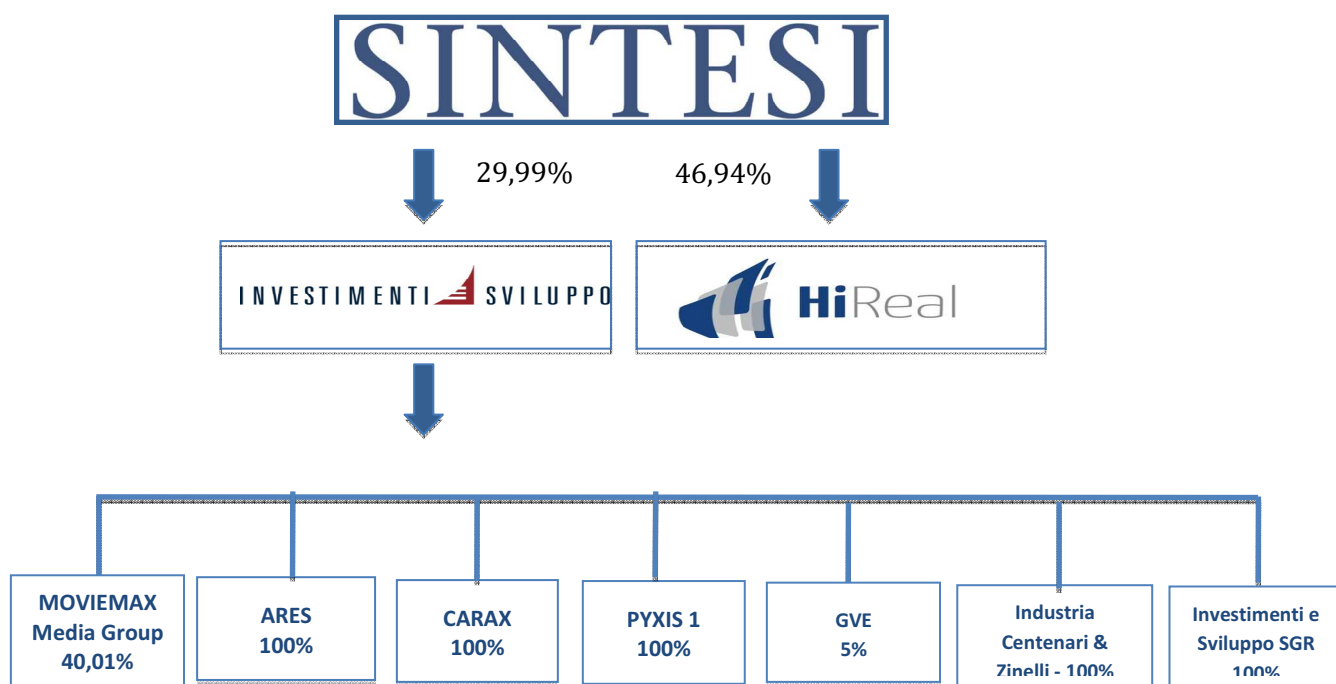 SINTESI
29,99% 46,94%
INVESTIMENTI SVILUPPO
HiReal
MOVIEMAX
Media Group
40,01%
ARES
100%
CARAX
100%
PYXIS 1
100%
GVE
5%
Industria
Centenari &
Zinelli - 100%
Investimenti e
Sviluppo SGR
100%